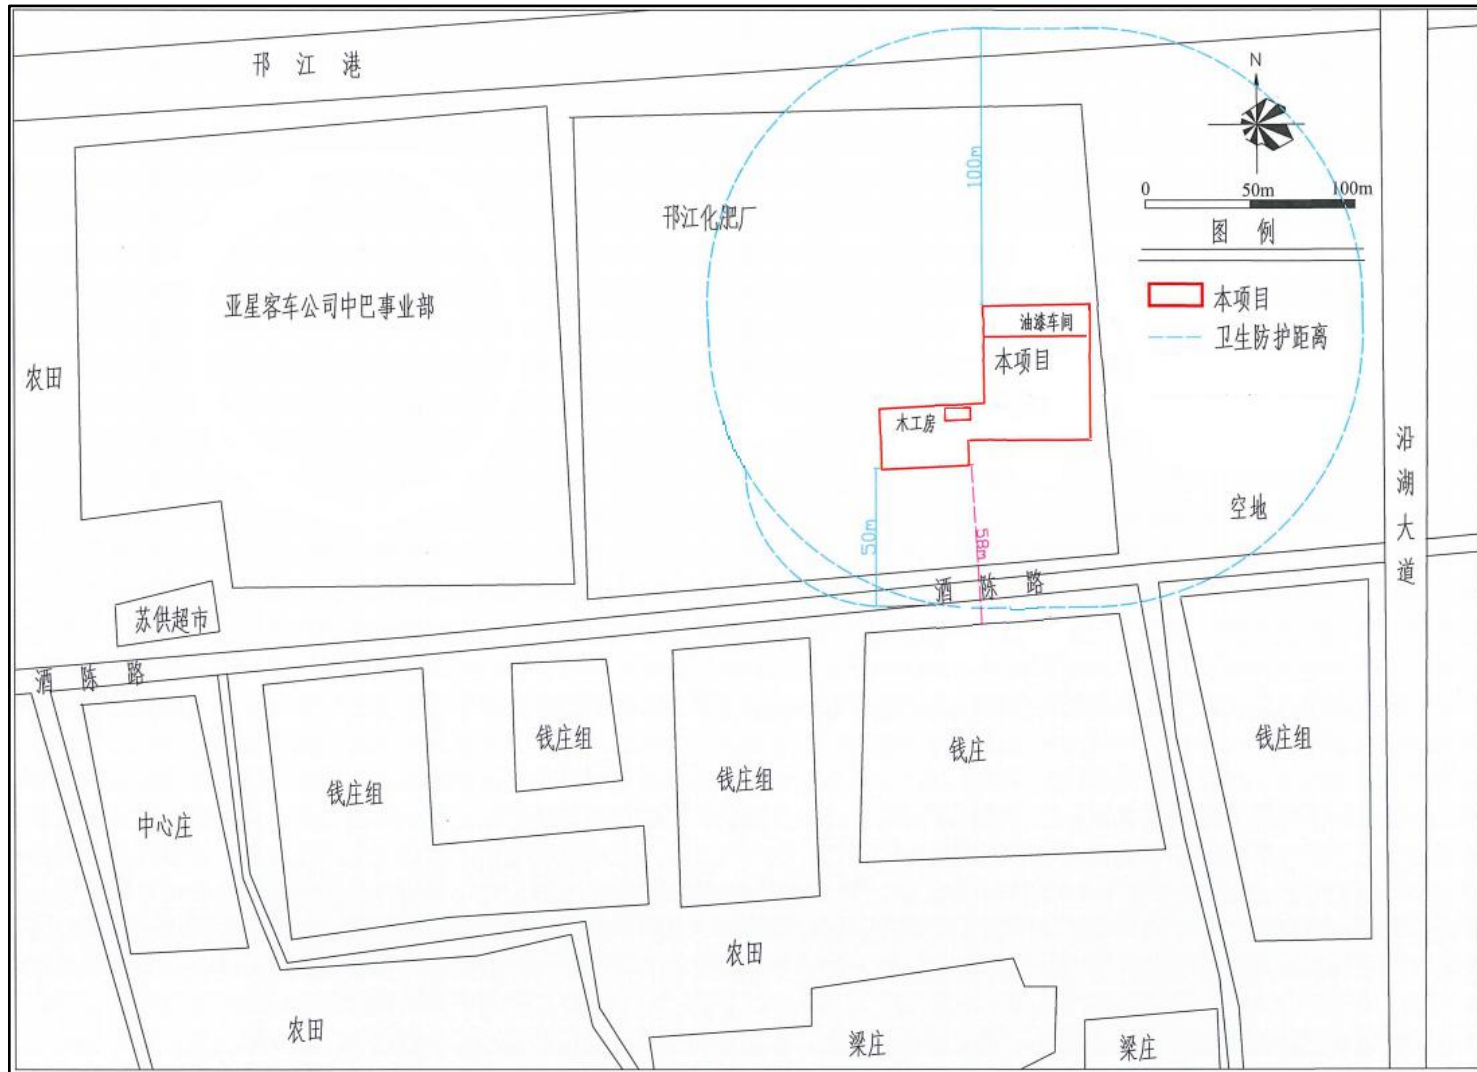 邗 江 港
N
100m
0 50m 100m
邗江化肥厂
图 例
亚星客车公司中巴事业部
本项目
油漆车间
卫生防护距离
本项目
农田
木工房
沿湖大道
空地
50m
58m
酒 陈 路
苏供超市
酒 陈 路
钱庄组
钱庄组
钱庄
钱庄组
钱庄组
中心庄
农田
农田
梁庄
梁庄